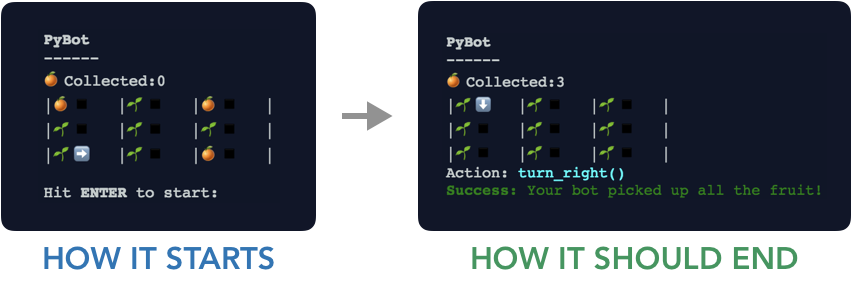 PyBot
------
Collected:0
| | | |
| | | |
| | | |
Hit ENTER to start:
HOW IT STARTS
PyBot
------
Collected:3
| | | |
| | | |
| | | |
Action: turn_right()
Success: Your bot picked up all the fruit!
HOW IT SHOULD END